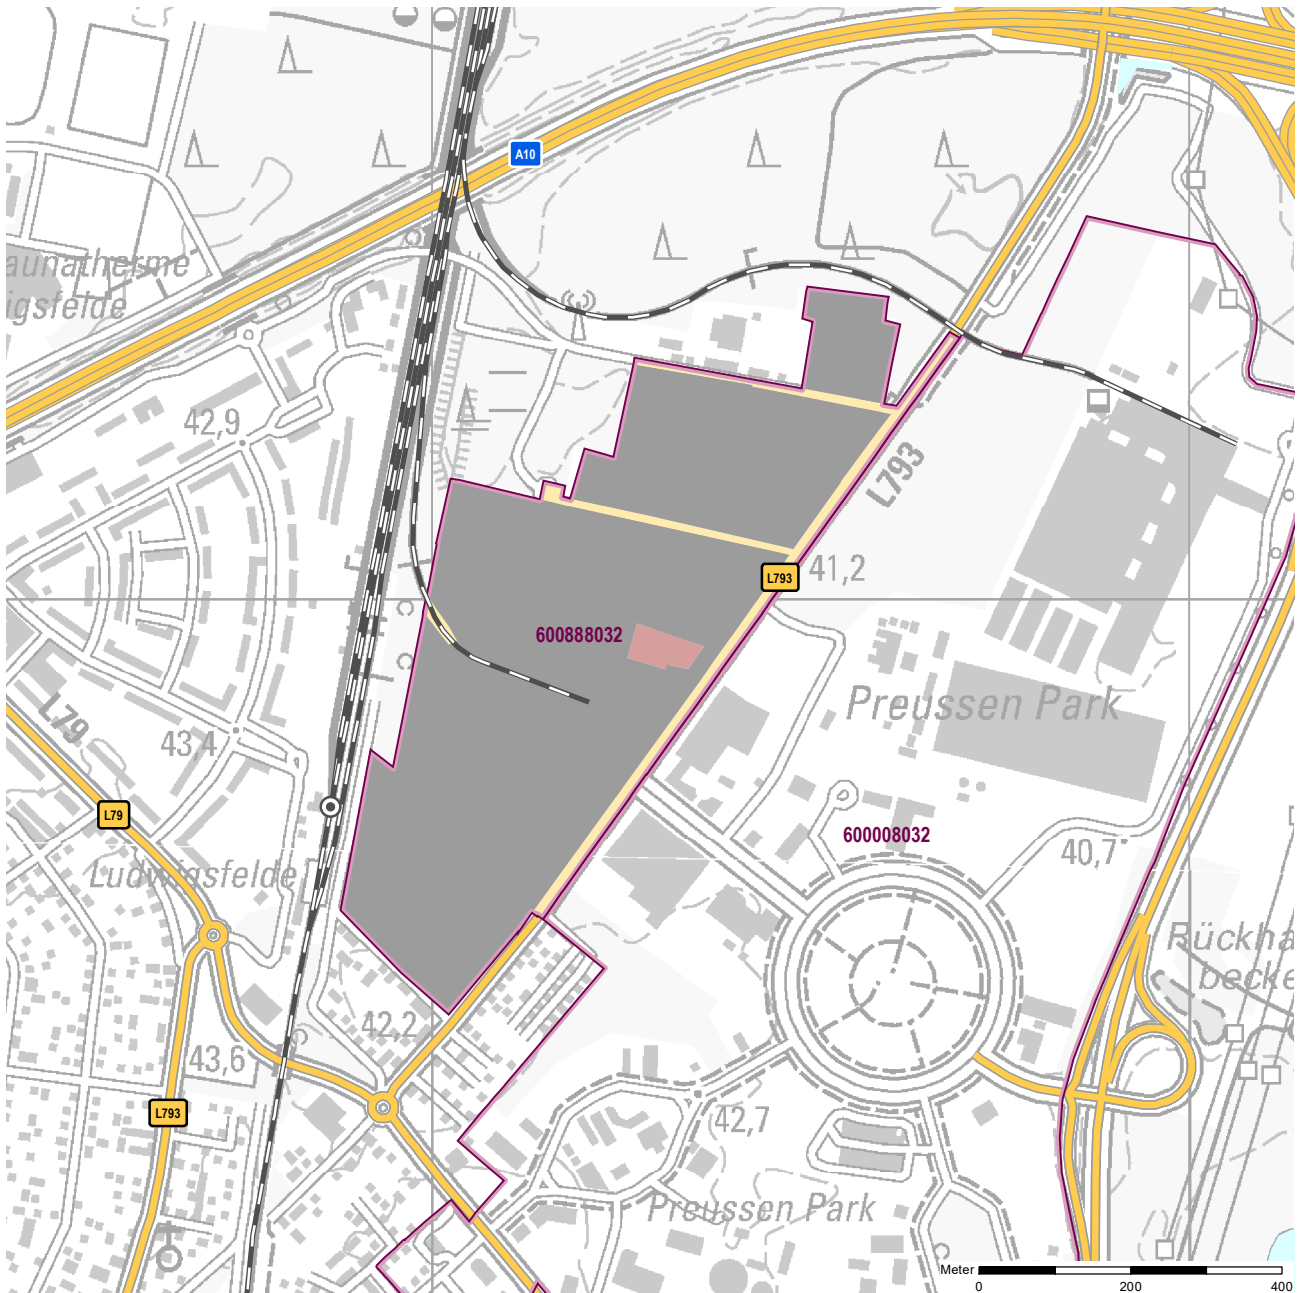 A10
aunatherme
igsfelde
42,9
L793
L793
41,2
600888032
Preussen Park
L79
43,4
L79
600008032
40,7
Ludwigsfelde
Rückha
becke
42,2
43,6
L793
42,7
Preussen Park
Meter
0 200 400